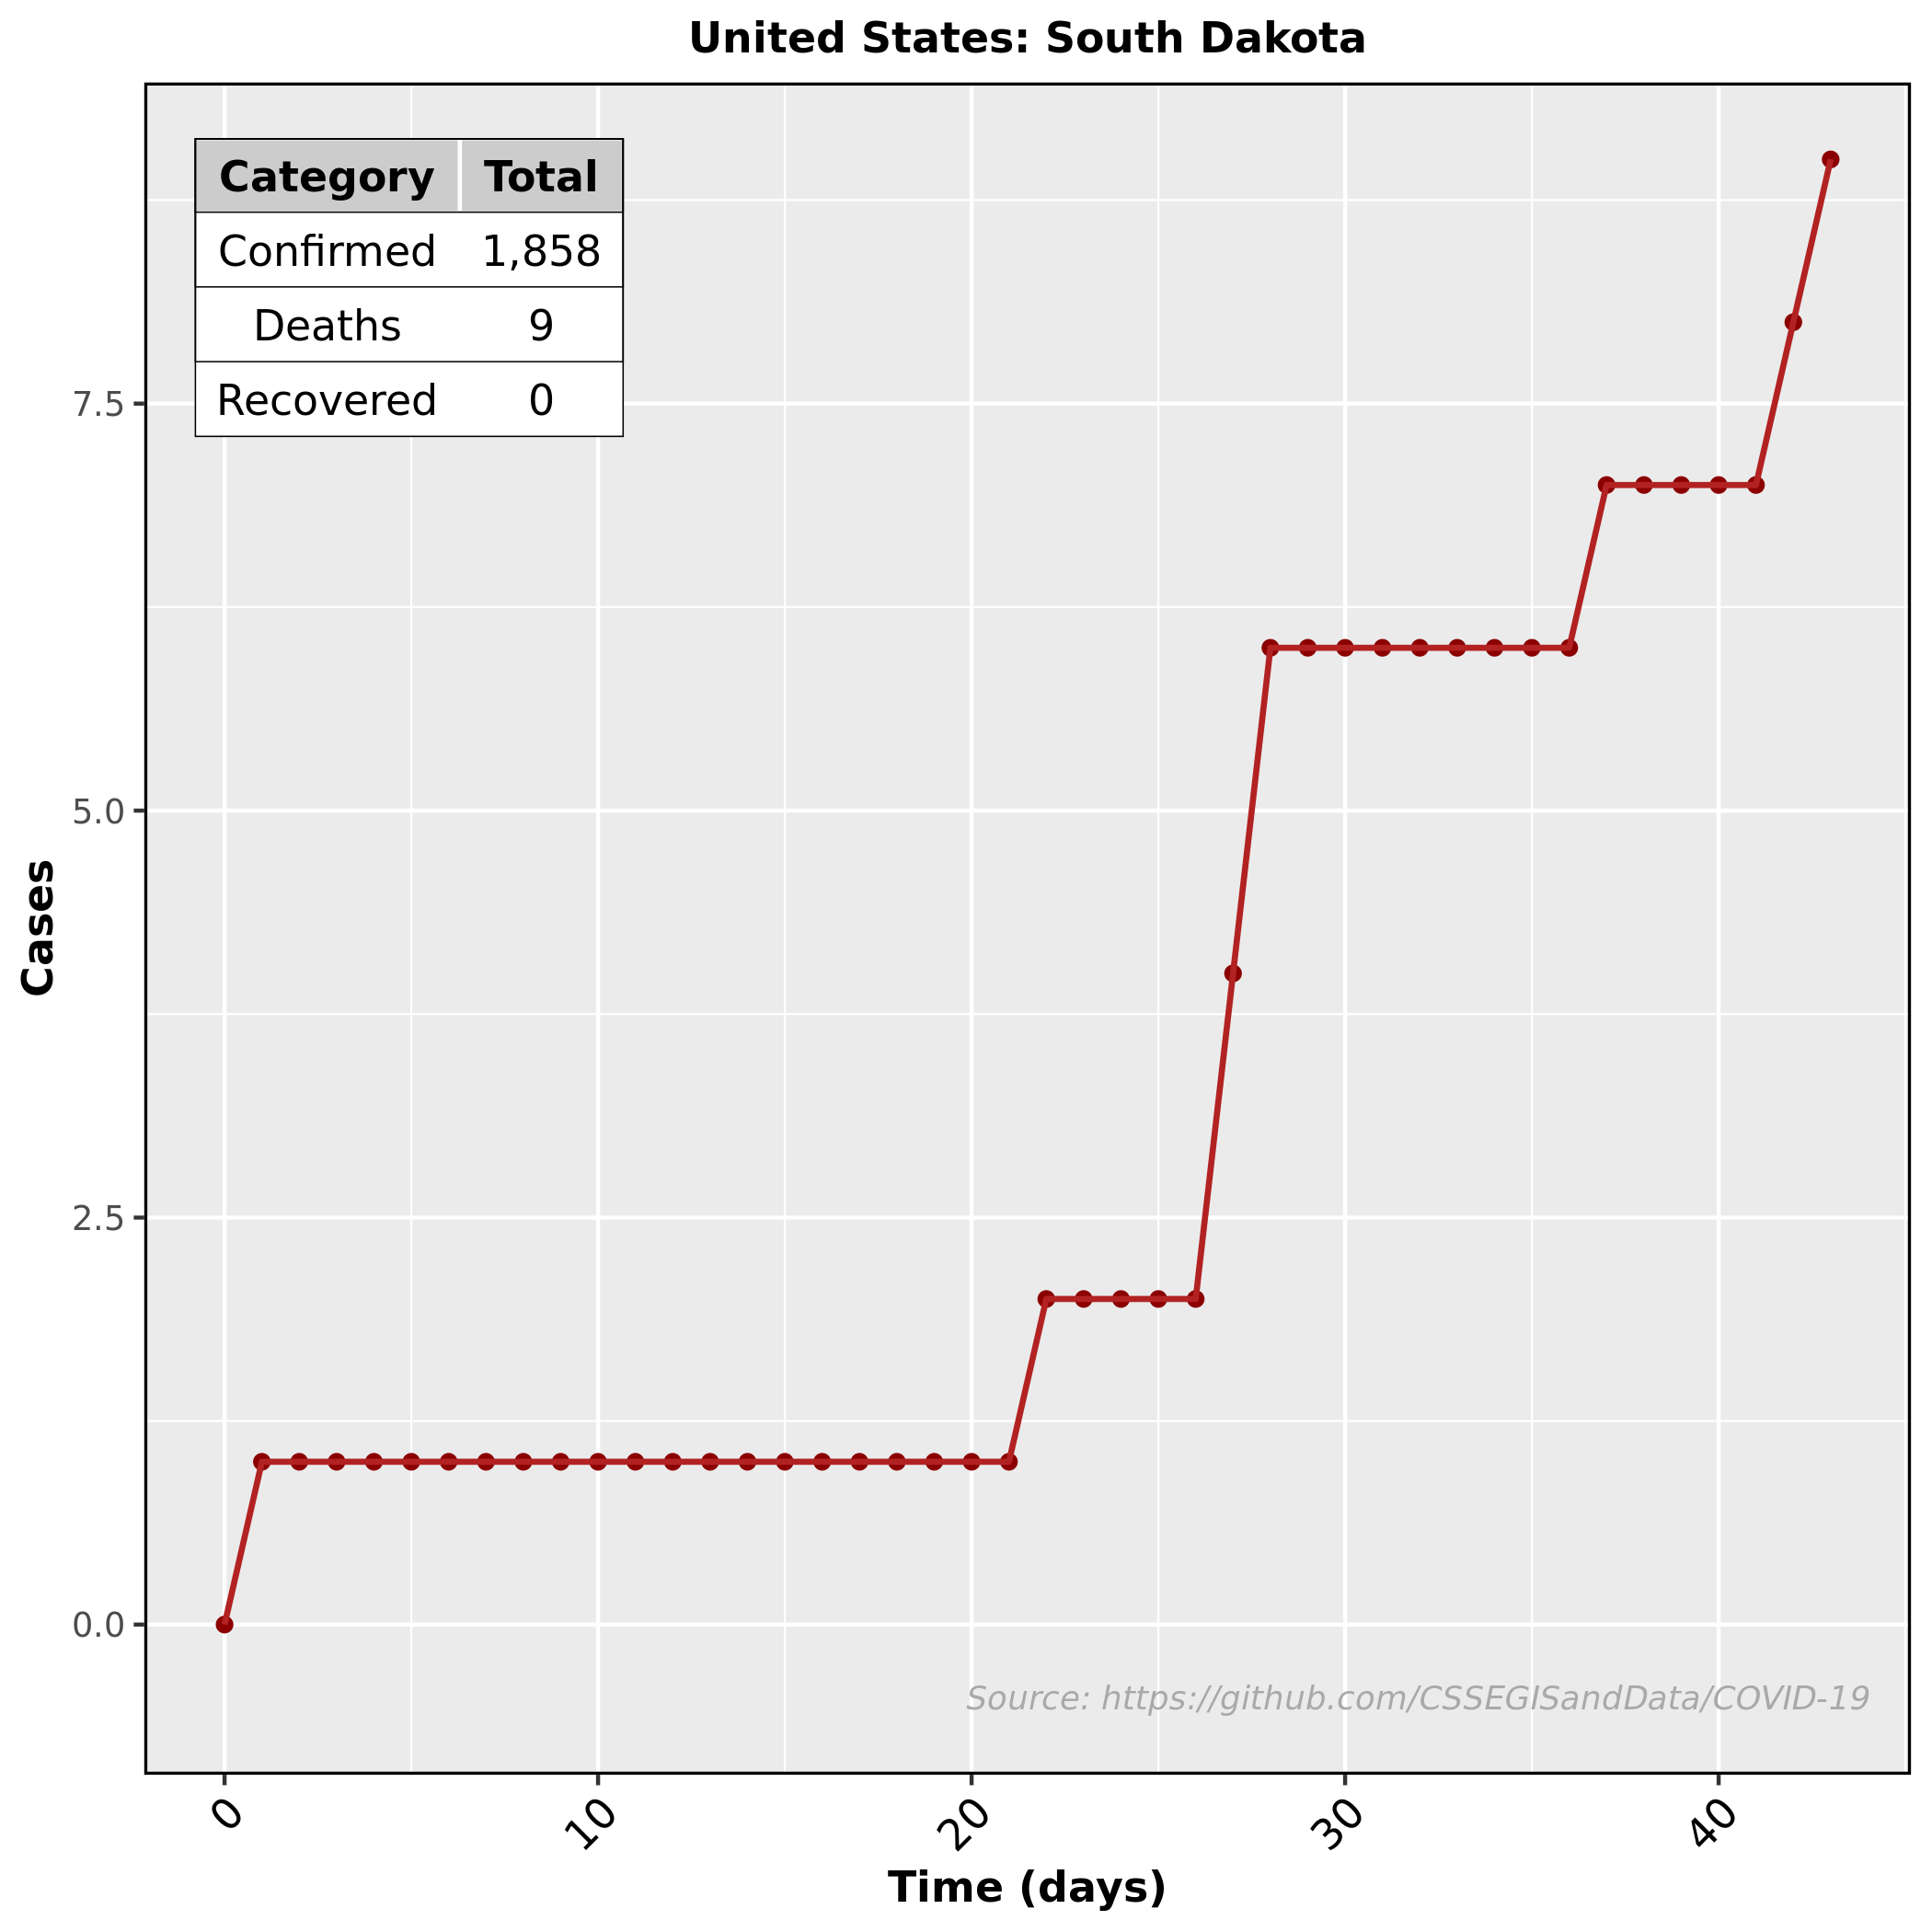 United States: South Dakota
Category Total
Confirmed 1,858
Deaths 9
Recovered 0
7.5
5.0
2.5
0.0
Cases
Source: https://github.com/CSSEGISandData/COVID-19
0 10 20 30 40
Time (days)